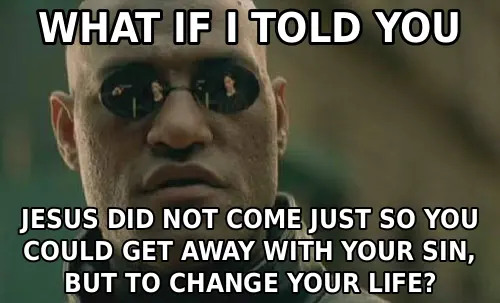 WHAT IF I TOLD YOU
JESUS DID NOT COME JUST SO YOU
COULD GET AWAY WITH YOUR SIN,
BUT TO CHANGE YOUR LIFE?